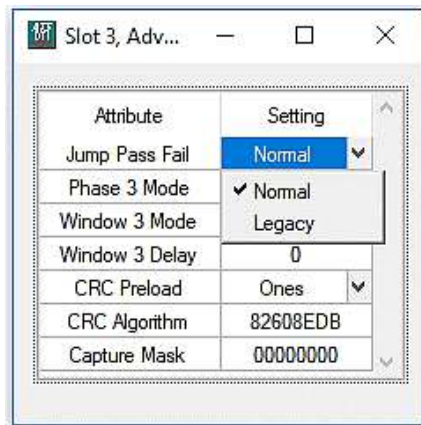 Slot 3, Adv...
Attribute Setting
Jump Pass Fail Normal
Phase 3 Mode Normal
Window 3 Mode Legacy
Window 3 Delay 0
CRC Preload Ones
CRC Algorithm 82608EDB
Capture Mask 00000000